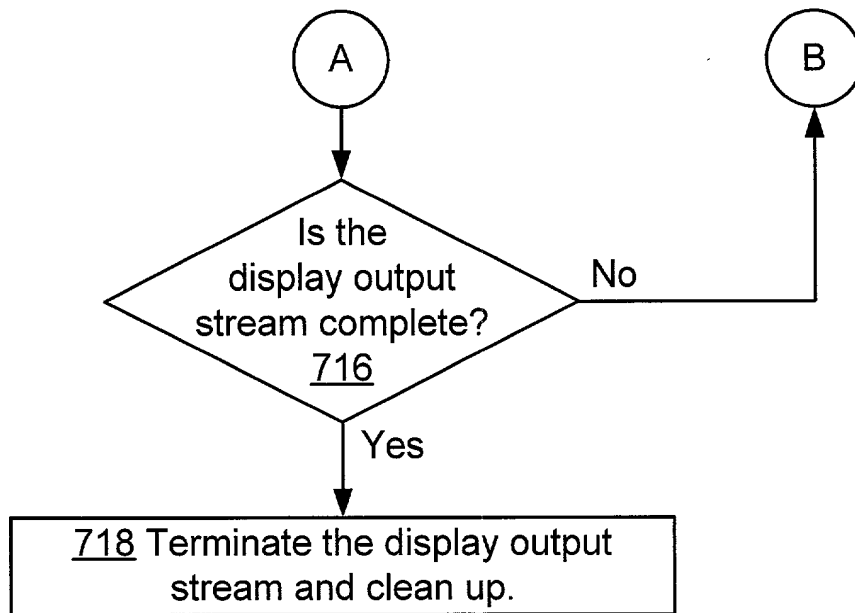 A
B
Is the
display output
stream complete?
716
No
Yes
718 Terminate the display output
stream and clean up.